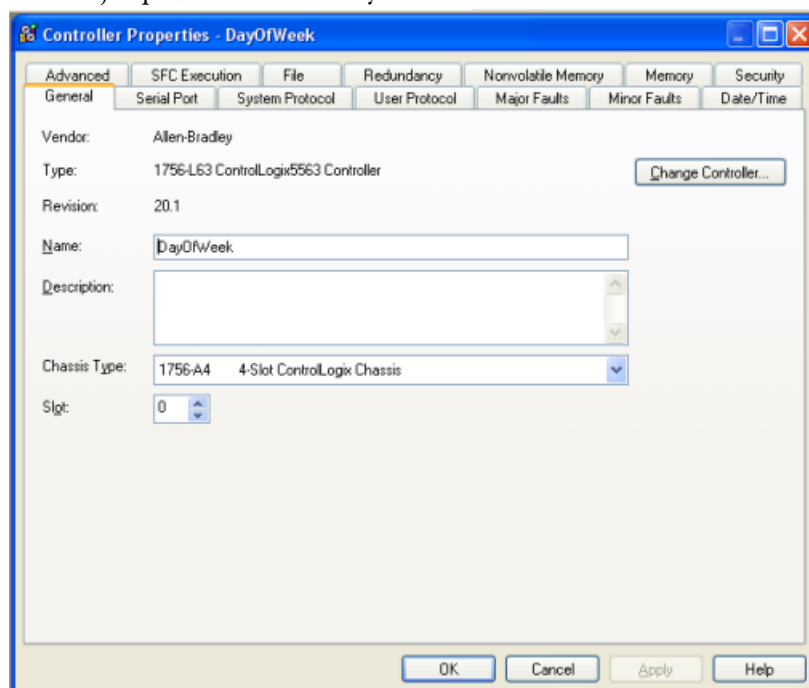 Controller Properties - DayOfWeek
Advanced SFC Execution File Redundancy Nonvolatile Memory Memory Security
General Serial Port System Protocol User Protocol Major Faults Minor Faults Date/Time
Vendor: Allen-Bradley
Type: 1756-L63 ControlLogix5563 Controller Change Controller...
Revision: 20.1
Name: DayOfWeek
Description:
Chassis Type: 1756-A4 4-Slot ControlLogix Chassis
Slot: 0
OK Cancel Apply Help